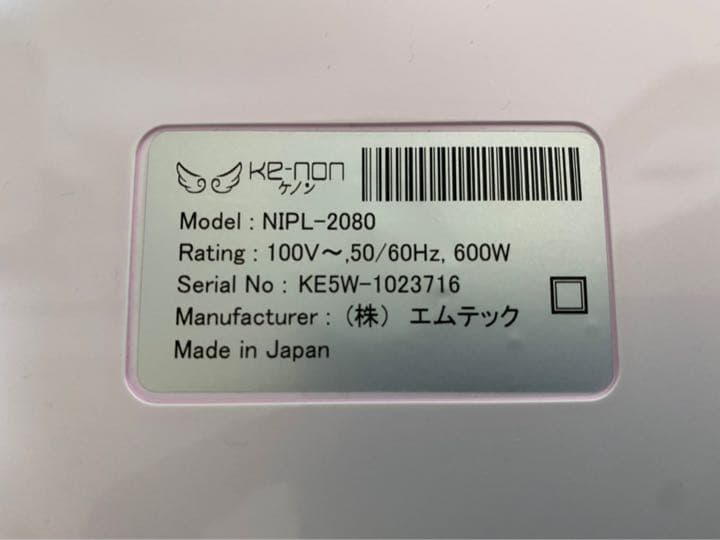 Ke-non
ケノン
Model : NIPL-2080
Rating : 100V～,50/60Hz, 600W
Serial No : KE5W-1023716
Manufacturer : （株） エムテック
Made in Japan